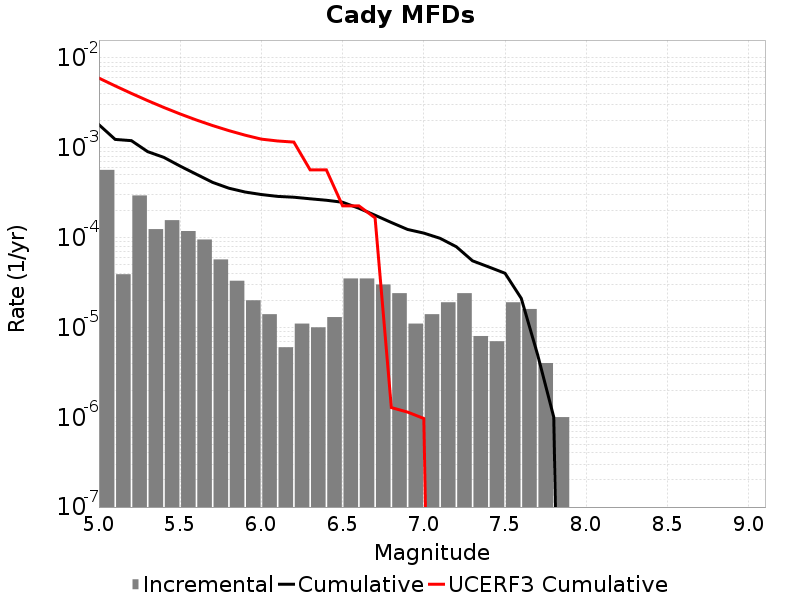 Cady MFDs
Rate (1/yr)
10-2
10-3
10-4
10-5
10-6
10-7
5.0 5.5 6.0 6.5 7.0 7.5 8.0 8.5 9.0
Magnitude
Incremental Cumulative UCERF3 Cumulative